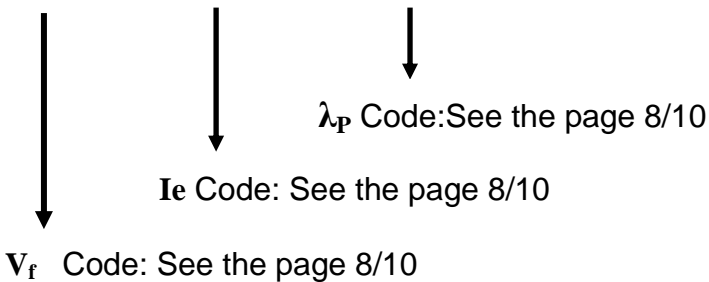 λP Code:See the page 8/10
Ie Code: See the page 8/10
Vf Code: See the page 8/10